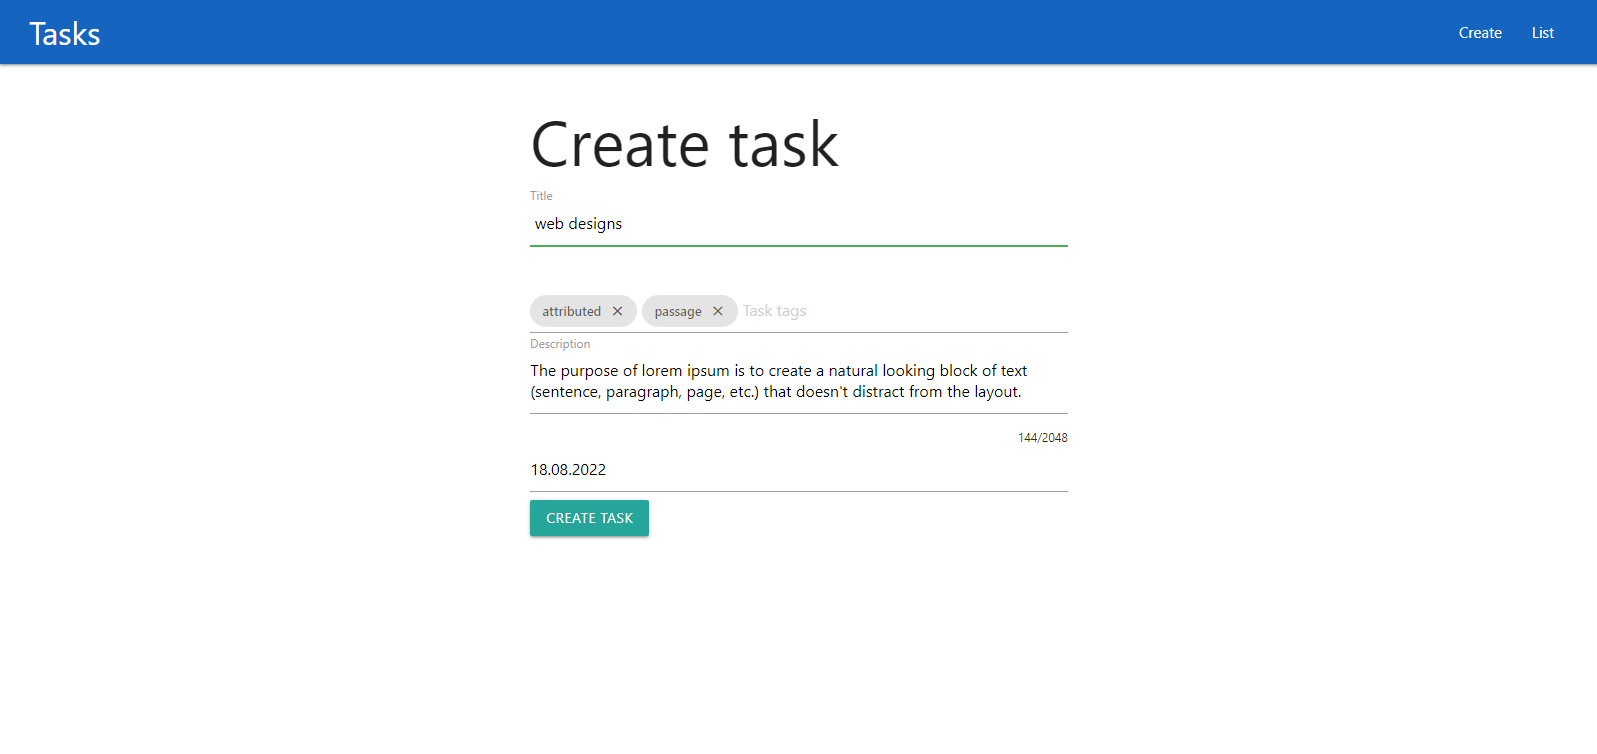 Tasks
Create
List
Create task
Title
web designs
attributed
passage
Task tags
Description
The purpose of lorem ipsum is to create a natural looking block of text
(sentence, paragraph, page, etc.) that doesn't distract from the layout.
144/2048
18.08.2022
CREATE TASK